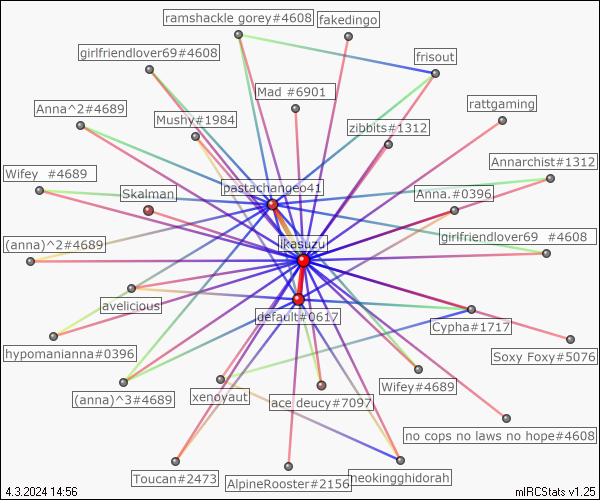 ramshackle gorey#4608
fakedingo
girlfriendlover69#4608
frisout
Mad #6901
rattgaming
Anna^2#4689
Mushy#1984
zibbits#1312
Annarchist#1312
Wifey #4689
Skalman
pastachangeo41
Anna.#0396
(anna)^2#4689
likasuzu
girlfriendlover69 #4608
avelicious
default#0617
Cypha#1717
hypomanianna#0396
Soxy Foxy#5076
(anna)^3#4689
xenoyaut
ace deucy#7097
Wifey#4689
no cops no laws no hope#4608
Toucan#2473
AlpineRooster#2156
meokingghidorah
4.3.2024 14:56
mIRCStats v1.25